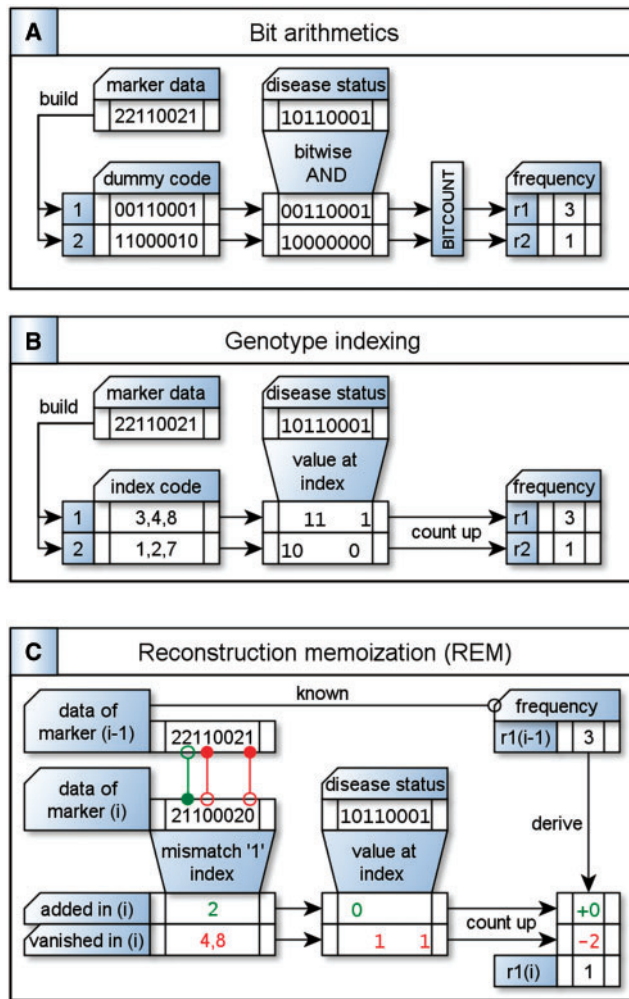 A Bit arithmetics
marker data disease status
build 22110021 10110001
bitwise
AND
dummy code frequency
1 00110001 00110001 BITCOUNT r1 3
2 11000010 10000000 r2 1
B Genotype indexing
marker data disease status
build 22110021 10110001
value at
index
index code frequency
1 3,4,8 11 1 r1 3
2 1,2,7 10 0 count up r2 1
C Reconstruction memoization (REM)
known
data of
marker (i-1) 22110021 frequency
r1(i-1) 3
data of
marker (i) 21100020 disease status
10110001 derive
mismatch '1'
index value at
index
added in (i) 2 0 +0
vanished in (i) 4,8 1 1 count up -2
r1(i) 1